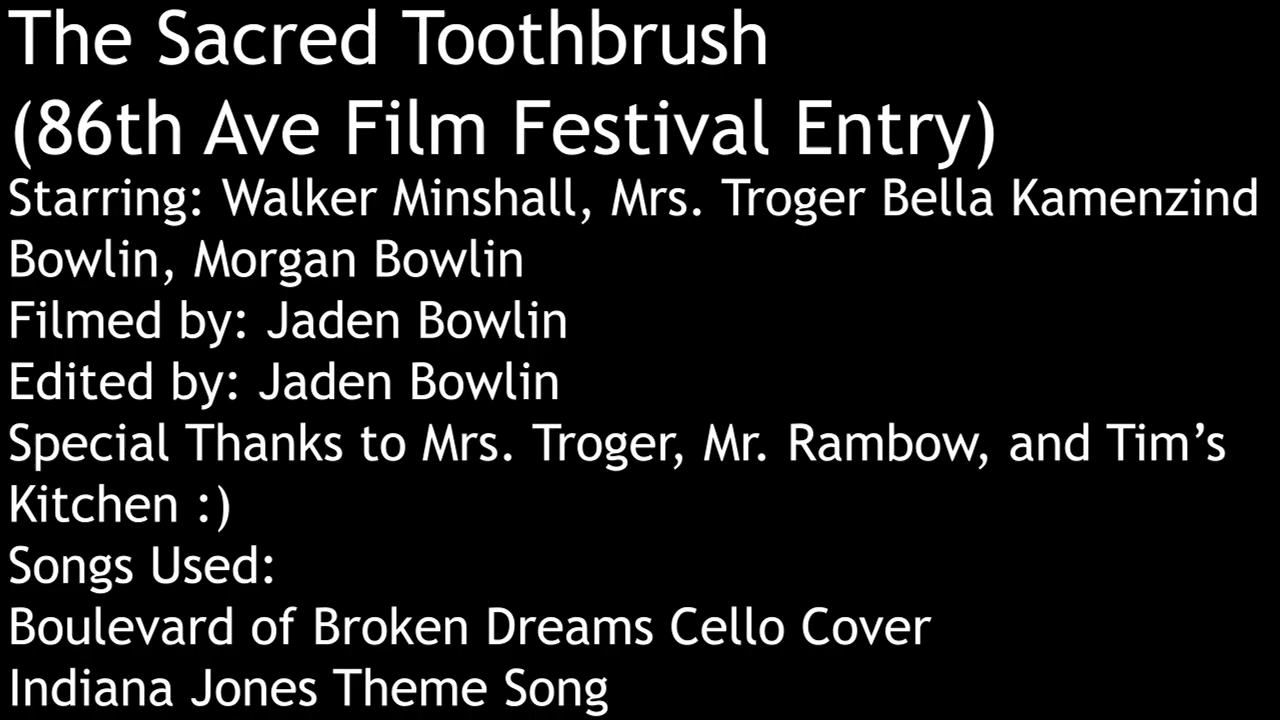 The Sacred Toothbrush
(86th Ave Film Festival Entry)
Starring: Walker Minshall, Mrs. Troger Bella Kamenzind
Bowlin, Morgan Bowlin
Filmed by: Jaden Bowlin
Edited by: Jaden Bowlin
Special Thanks to Mrs. Troger, Mr. Rambow, and Tim’s
Kitchen :)
Songs Used:
Boulevard of Broken Dreams Cello Cover
Indiana Jones Theme Song